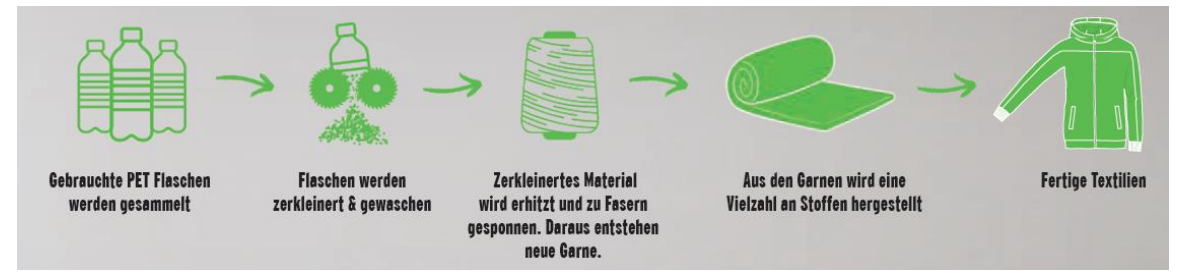 Gebrauchte PET Flaschen
werden gesammelt
Flaschen werden
zerkleinert & gewaschen
Zerkleinertes Material
wird erhitzt und zu Fasern
gesponnen. Daraus entstehen
neue Garne.
Aus den Garnen wird eine
Vielzahl an Stoffen hergestellt
Fertige Textilien